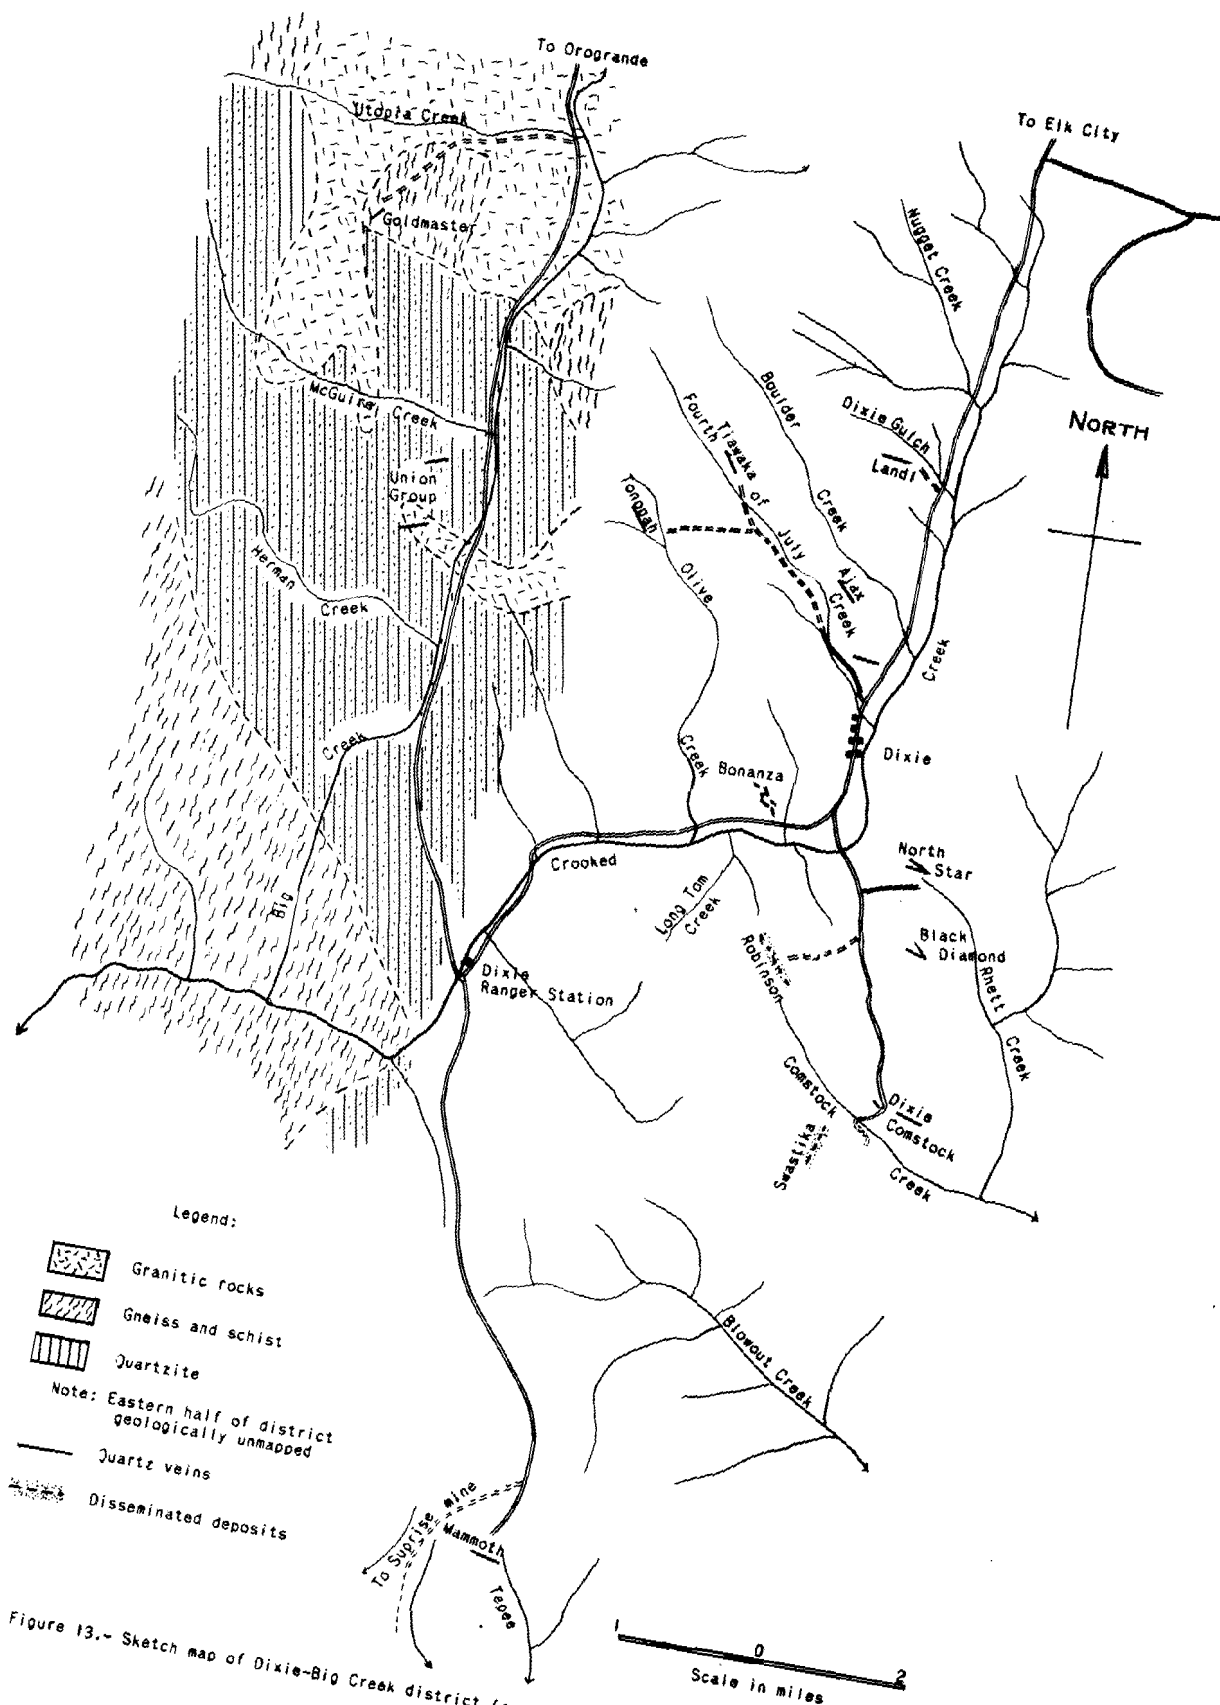 To Orogrande
Utopia Creek
Goldmaster
McGuire Creek
Union
Group
Herman Creek
Big Creek
To Elk City
Nugget Creek
Boulder Creek
Dixie Gulch
Landl
NORTH
Fourth of July Creek
Tiawaka
Tonopah
Olive Creek
Ajax
Creek
Dixie
Bonanza
Crooked
Long Tom
Creek
North
Star
Black
Diamond
Rhett Creek
Robinson
Dixie
Ranger Station
Comstock Creek
Swastika
Dixie
Comstock
Blowout Creek
Legend:
Granitic rocks
Gneiss and schist
Quartzite
Note: Eastern half of district
geologically unmapped
Quartz veins
Disseminated deposits
To Suprise mine
Mammoth
Tepee
1 0 2
Scale in miles
Figure 13.- Sketch map of Dixie-Big Creek district